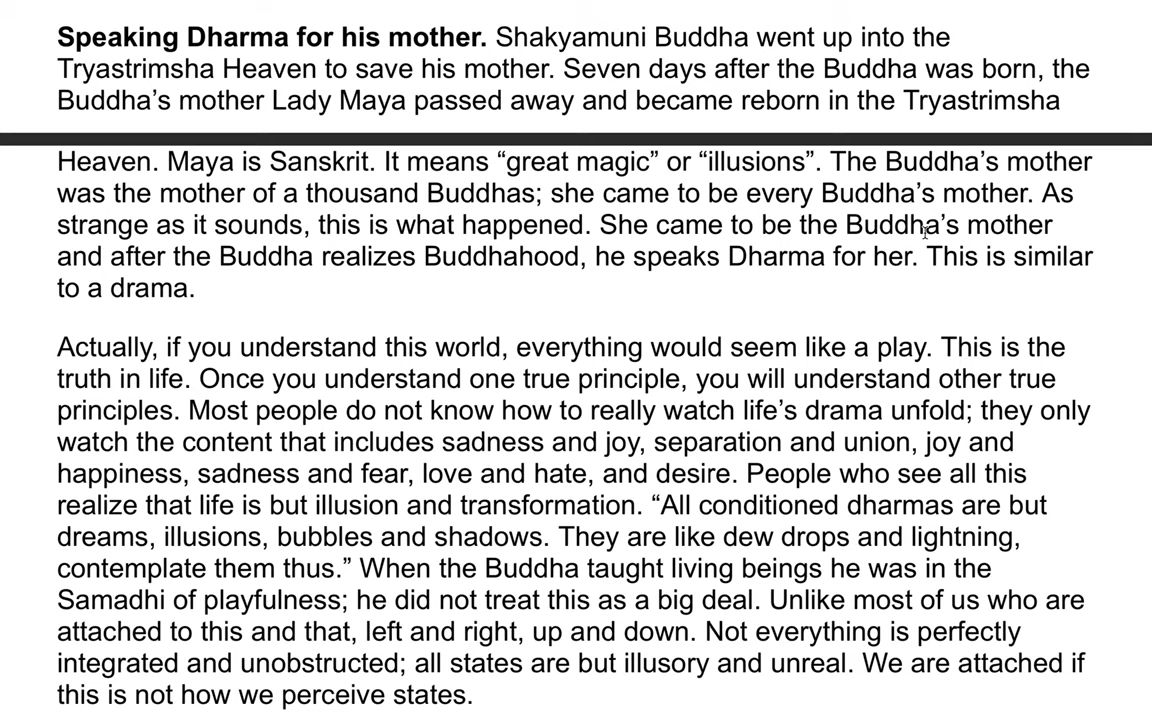 Speaking Dharma for his mother. Shakyamuni Buddha went up into the
Tryastrimsha Heaven to save his mother. Seven days after the Buddha was born, the
Buddha’s mother Lady Maya passed away and became reborn in the Tryastrimsha
Heaven. Maya is Sanskrit. It means “great magic” or “illusions”. The Buddha’s mother
was the mother of a thousand Buddhas; she came to be every Buddha’s mother. As
strange as it sounds, this is what happened. She came to be the Buddha’s mother
and after the Buddha realizes Buddhahood, he speaks Dharma for her. This is similar
to a drama.
Actually, if you understand this world, everything would seem like a play. This is the
truth in life. Once you understand one true principle, you will understand other true
principles. Most people do not know how to really watch life’s drama unfold; they only
watch the content that includes sadness and joy, separation and union, joy and
happiness, sadness and fear, love and hate, and desire. People who see all this
realize that life is but illusion and transformation. “All conditioned dharmas are but
dreams, illusions, bubbles and shadows. They are like dew drops and lightning,
contemplate them thus.” When the Buddha taught living beings he was in the
Samadhi of playfulness; he did not treat this as a big deal. Unlike most of us who are
attached to this and that, left and right, up and down. Not everything is perfectly
integrated and unobstructed; all states are but illusory and unreal. We are attached if
this is not how we perceive states.